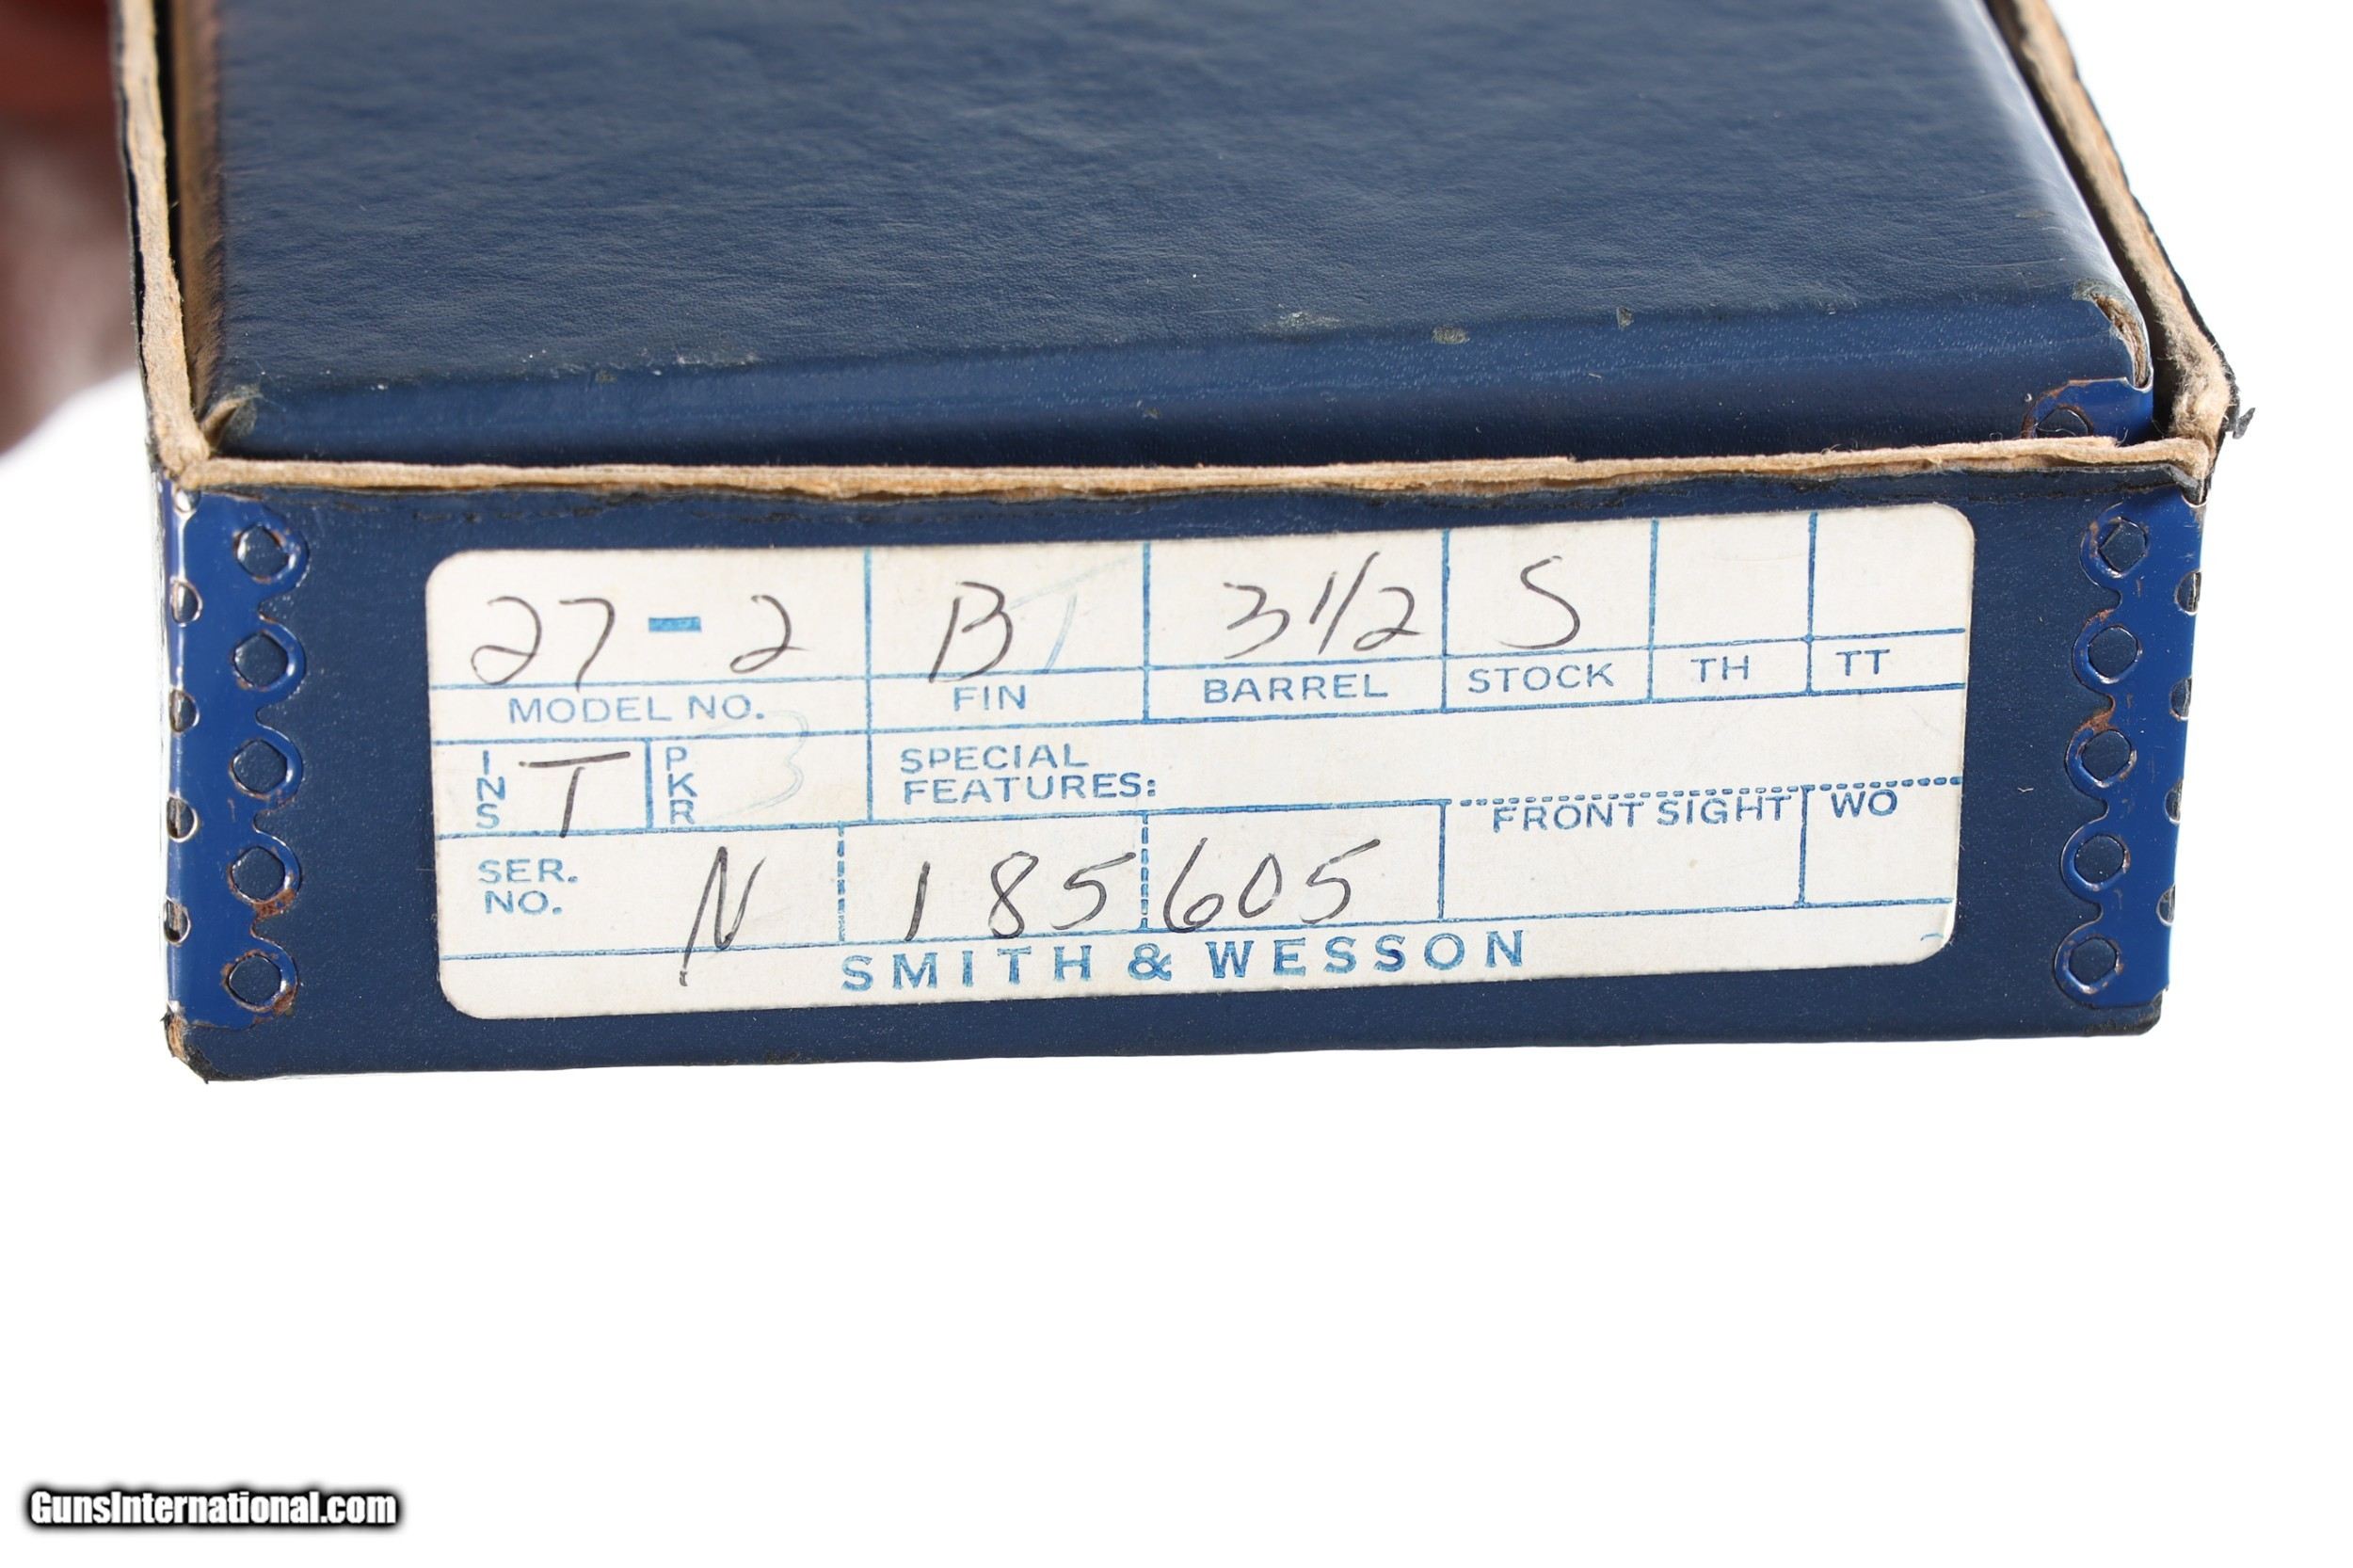 27-2 BT 3 1/2 S
MODEL NO. FIN BARREL STOCK TH TT
INS T PKR 3 SPECIAL FEATURES:
FRONT SIGHT WO
SER. NO. N 185605
SMITH & WESSON
GunsInternational.com